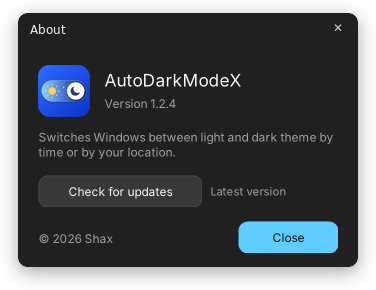 About
AutoDarkModeX
Version 1.2.4
Switches Windows between light and dark theme by
time or by your location.
Check for updates
Latest version
© 2026 Shax
Close